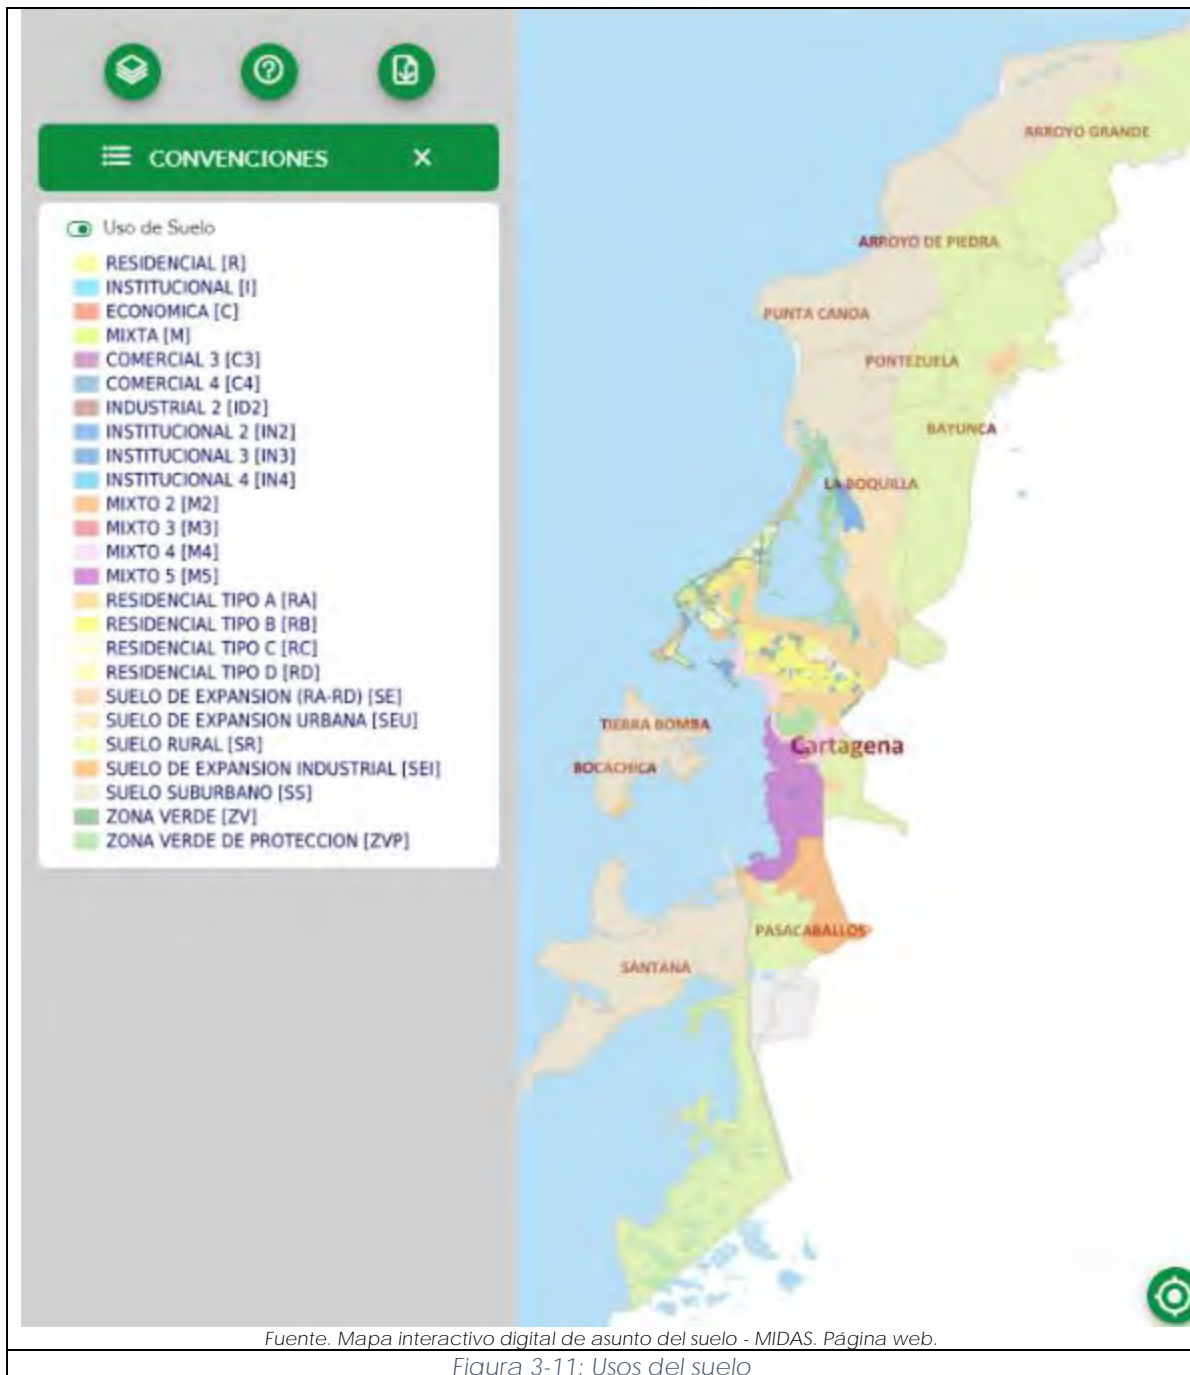 CONVENCIONES
Uso de Suelo
RESIDENCIAL [R]
INSTITUCIONAL [I]
ECONOMICA [C]
MIXTA [M]
COMERCIAL 3 [C3]
COMERCIAL 4 [C4]
INDUSTRIAL 2 [ID2]
INSTITUCIONAL 2 [IN2]
INSTITUCIONAL 3 [IN3]
INSTITUCIONAL 4 [IN4]
MIXTO 2 [M2]
MIXTO 3 [M3]
MIXTO 4 [M4]
MIXTO 5 [M5]
RESIDENCIAL TIPO A [RA]
RESIDENCIAL TIPO B [RB]
RESIDENCIAL TIPO C [RC]
RESIDENCIAL TIPO D [RD]
SUELO DE EXPANSION (RA-RD) [SE]
SUELO DE EXPANSION URBANA [SEU]
SUELO RURAL [SR]
SUELO DE EXPANSION INDUSTRIAL [SEI]
SUELO SUBURBANO [SS]
ZONA VERDE [ZV]
ZONA VERDE DE PROTECCION [ZVP]
ARROYO GRANDE
ARROYO DE PIEDRA
PUNTA CANOA
PONTEZUELA
BAYUNCA
LA BOQUILLA
TIERRA BOMBA
Cartagena
BOCACHICA
PASACABALLOS
SANTANA
Fuente. Mapa interactivo digital de asunto del suelo - MIDAS. Página web.
Figura 3-11: Usos del suelo